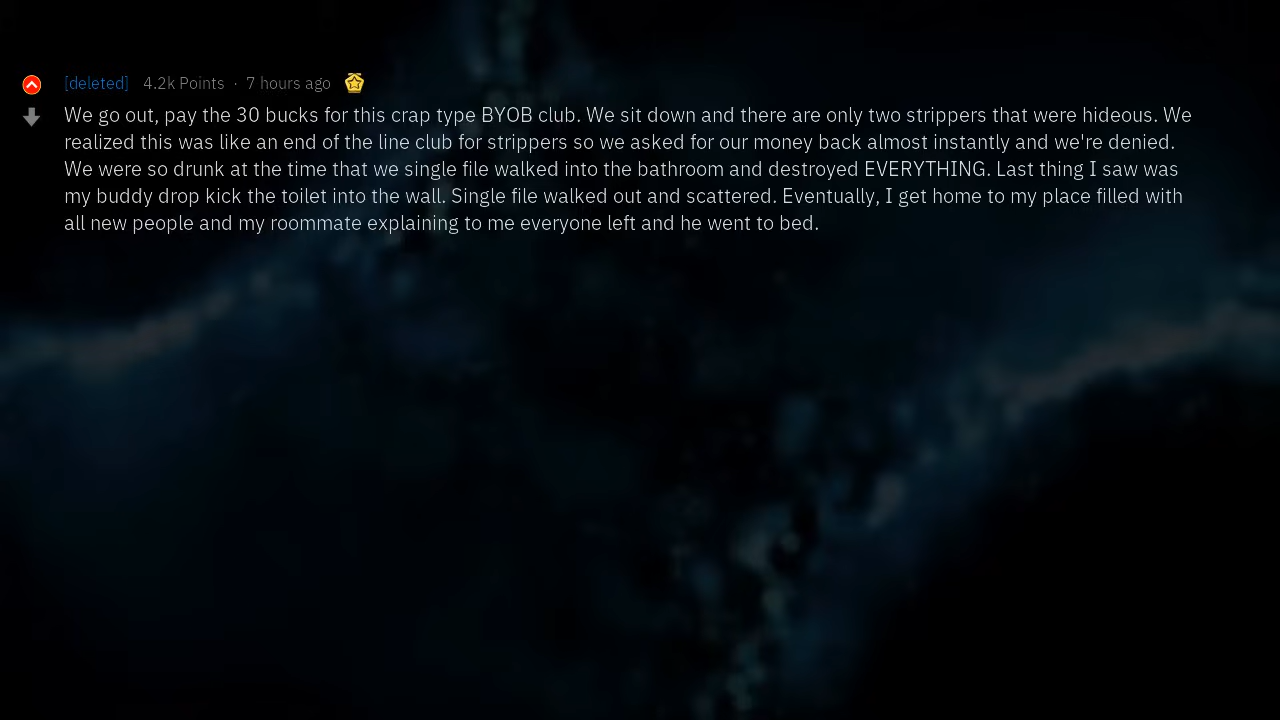 [deleted] 4.2k Points · 7 hours ago
We go out, pay the 30 bucks for this crap type BYOB club. We sit down and there are only two strippers that were hideous. We
realized this was like an end of the line club for strippers so we asked for our money back almost instantly and we're denied.
We were so drunk at the time that we single file walked into the bathroom and destroyed EVERYTHING. Last thing I saw was
my buddy drop kick the toilet into the wall. Single file walked out and scattered. Eventually, I get home to my place filled with
all new people and my roommate explaining to me everyone left and he went to bed.